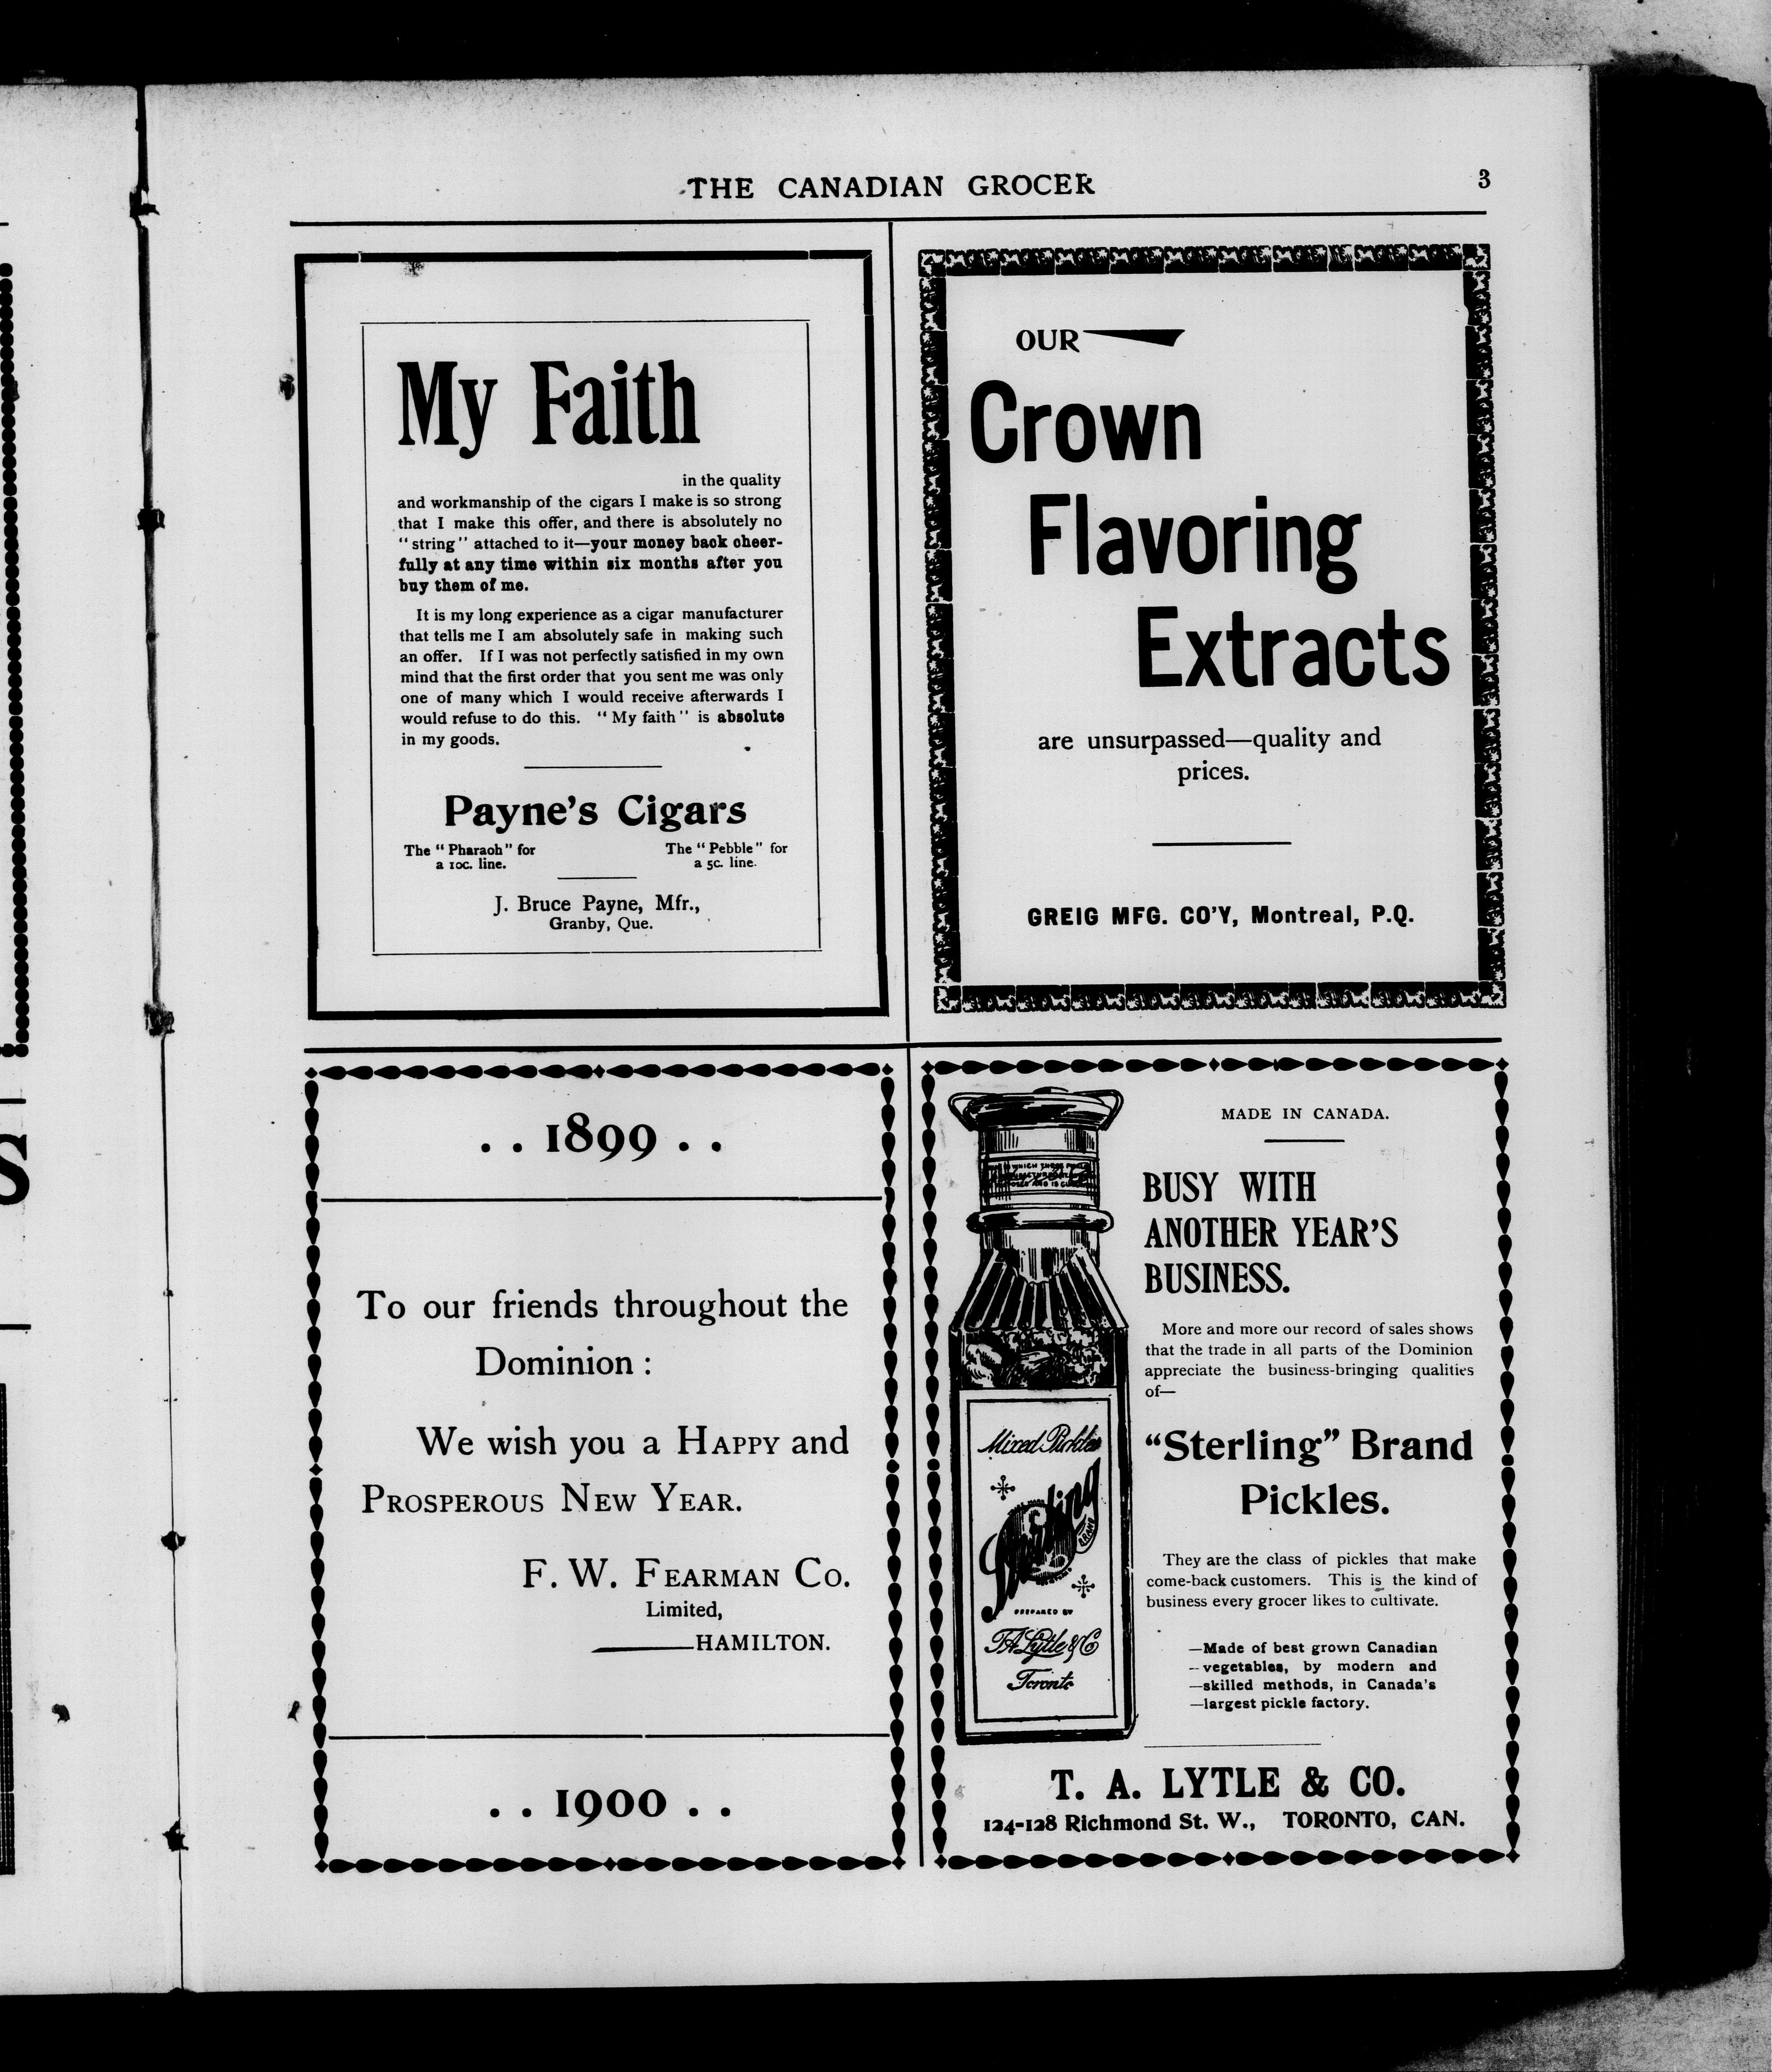 THE CANADIAN GROCER
3
My Faith
in the quality
and workmanship of the cigars I make is so strong
that I make this offer, and there is absolutely no
"string" attached to it—your money back cheer-
fully at any time within six months after you
buy them of me.
It is my long experience as a cigar manufacturer
that tells me I am absolutely safe in making such
an offer. If I was not perfectly satisfied in my own
mind that the first order that you sent me was only
one of many which I would receive afterwards I
would refuse to do this. "My faith" is absolute
in my goods.
Payne's Cigars
The "Pharaoh" for
a 10c. line.
The "Pebble" for
a 5c. line.
J. Bruce Payne, Mfr.,
Granby, Que.
OUR
Crown
Flavoring
Extracts
are unsurpassed—quality and
prices.
GREIG MFG. CO'Y, Montreal, P.Q.
. . 1899 . .
To our friends throughout the
Dominion :
We wish you a HAPPY and
PROSPEROUS NEW YEAR.
F. W. FEARMAN CO.
Limited,
HAMILTON.
. . 1900 . .
MADE IN CANADA.
BUSY WITH
ANOTHER YEAR'S
BUSINESS.
More and more our record of sales shows
that the trade in all parts of the Dominion
appreciate the business-bringing qualities
of—
"Sterling" Brand
Pickles.
They are the class of pickles that make
come-back customers. This is the kind of
business every grocer likes to cultivate.
—Made of best grown Canadian
—vegetables, by modern and
—skilled methods, in Canada's
—largest pickle factory.
Mixed Pickles
Sterling
BRAND
PREPARED BY
T A Lytle & Co
Toronto
T. A. LYTLE & CO.
124-128 Richmond St. W., TORONTO, CAN.